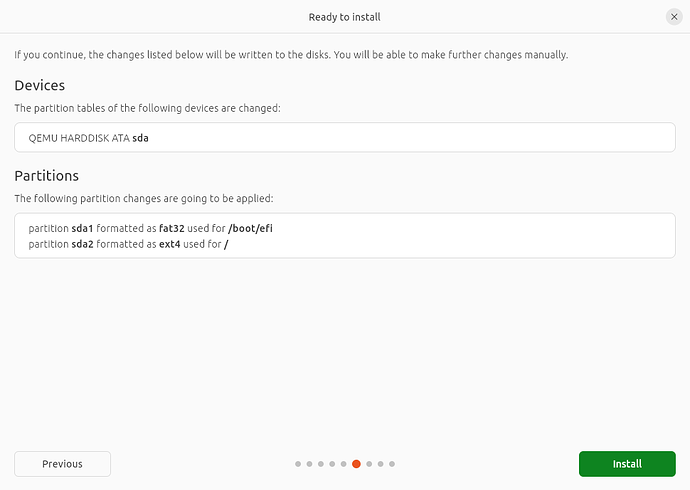 Ready to install
If you continue, the changes listed below will be written to the disks. You will be able to make further changes manually.
Devices
The partition tables of the following devices are changed:
QEMU HARDDISK ATA sda
Partitions
The following partition changes are going to be applied:
partition sda1 formatted as fat32 used for /boot/efi
partition sda2 formatted as ext4 used for /
Previous
Install